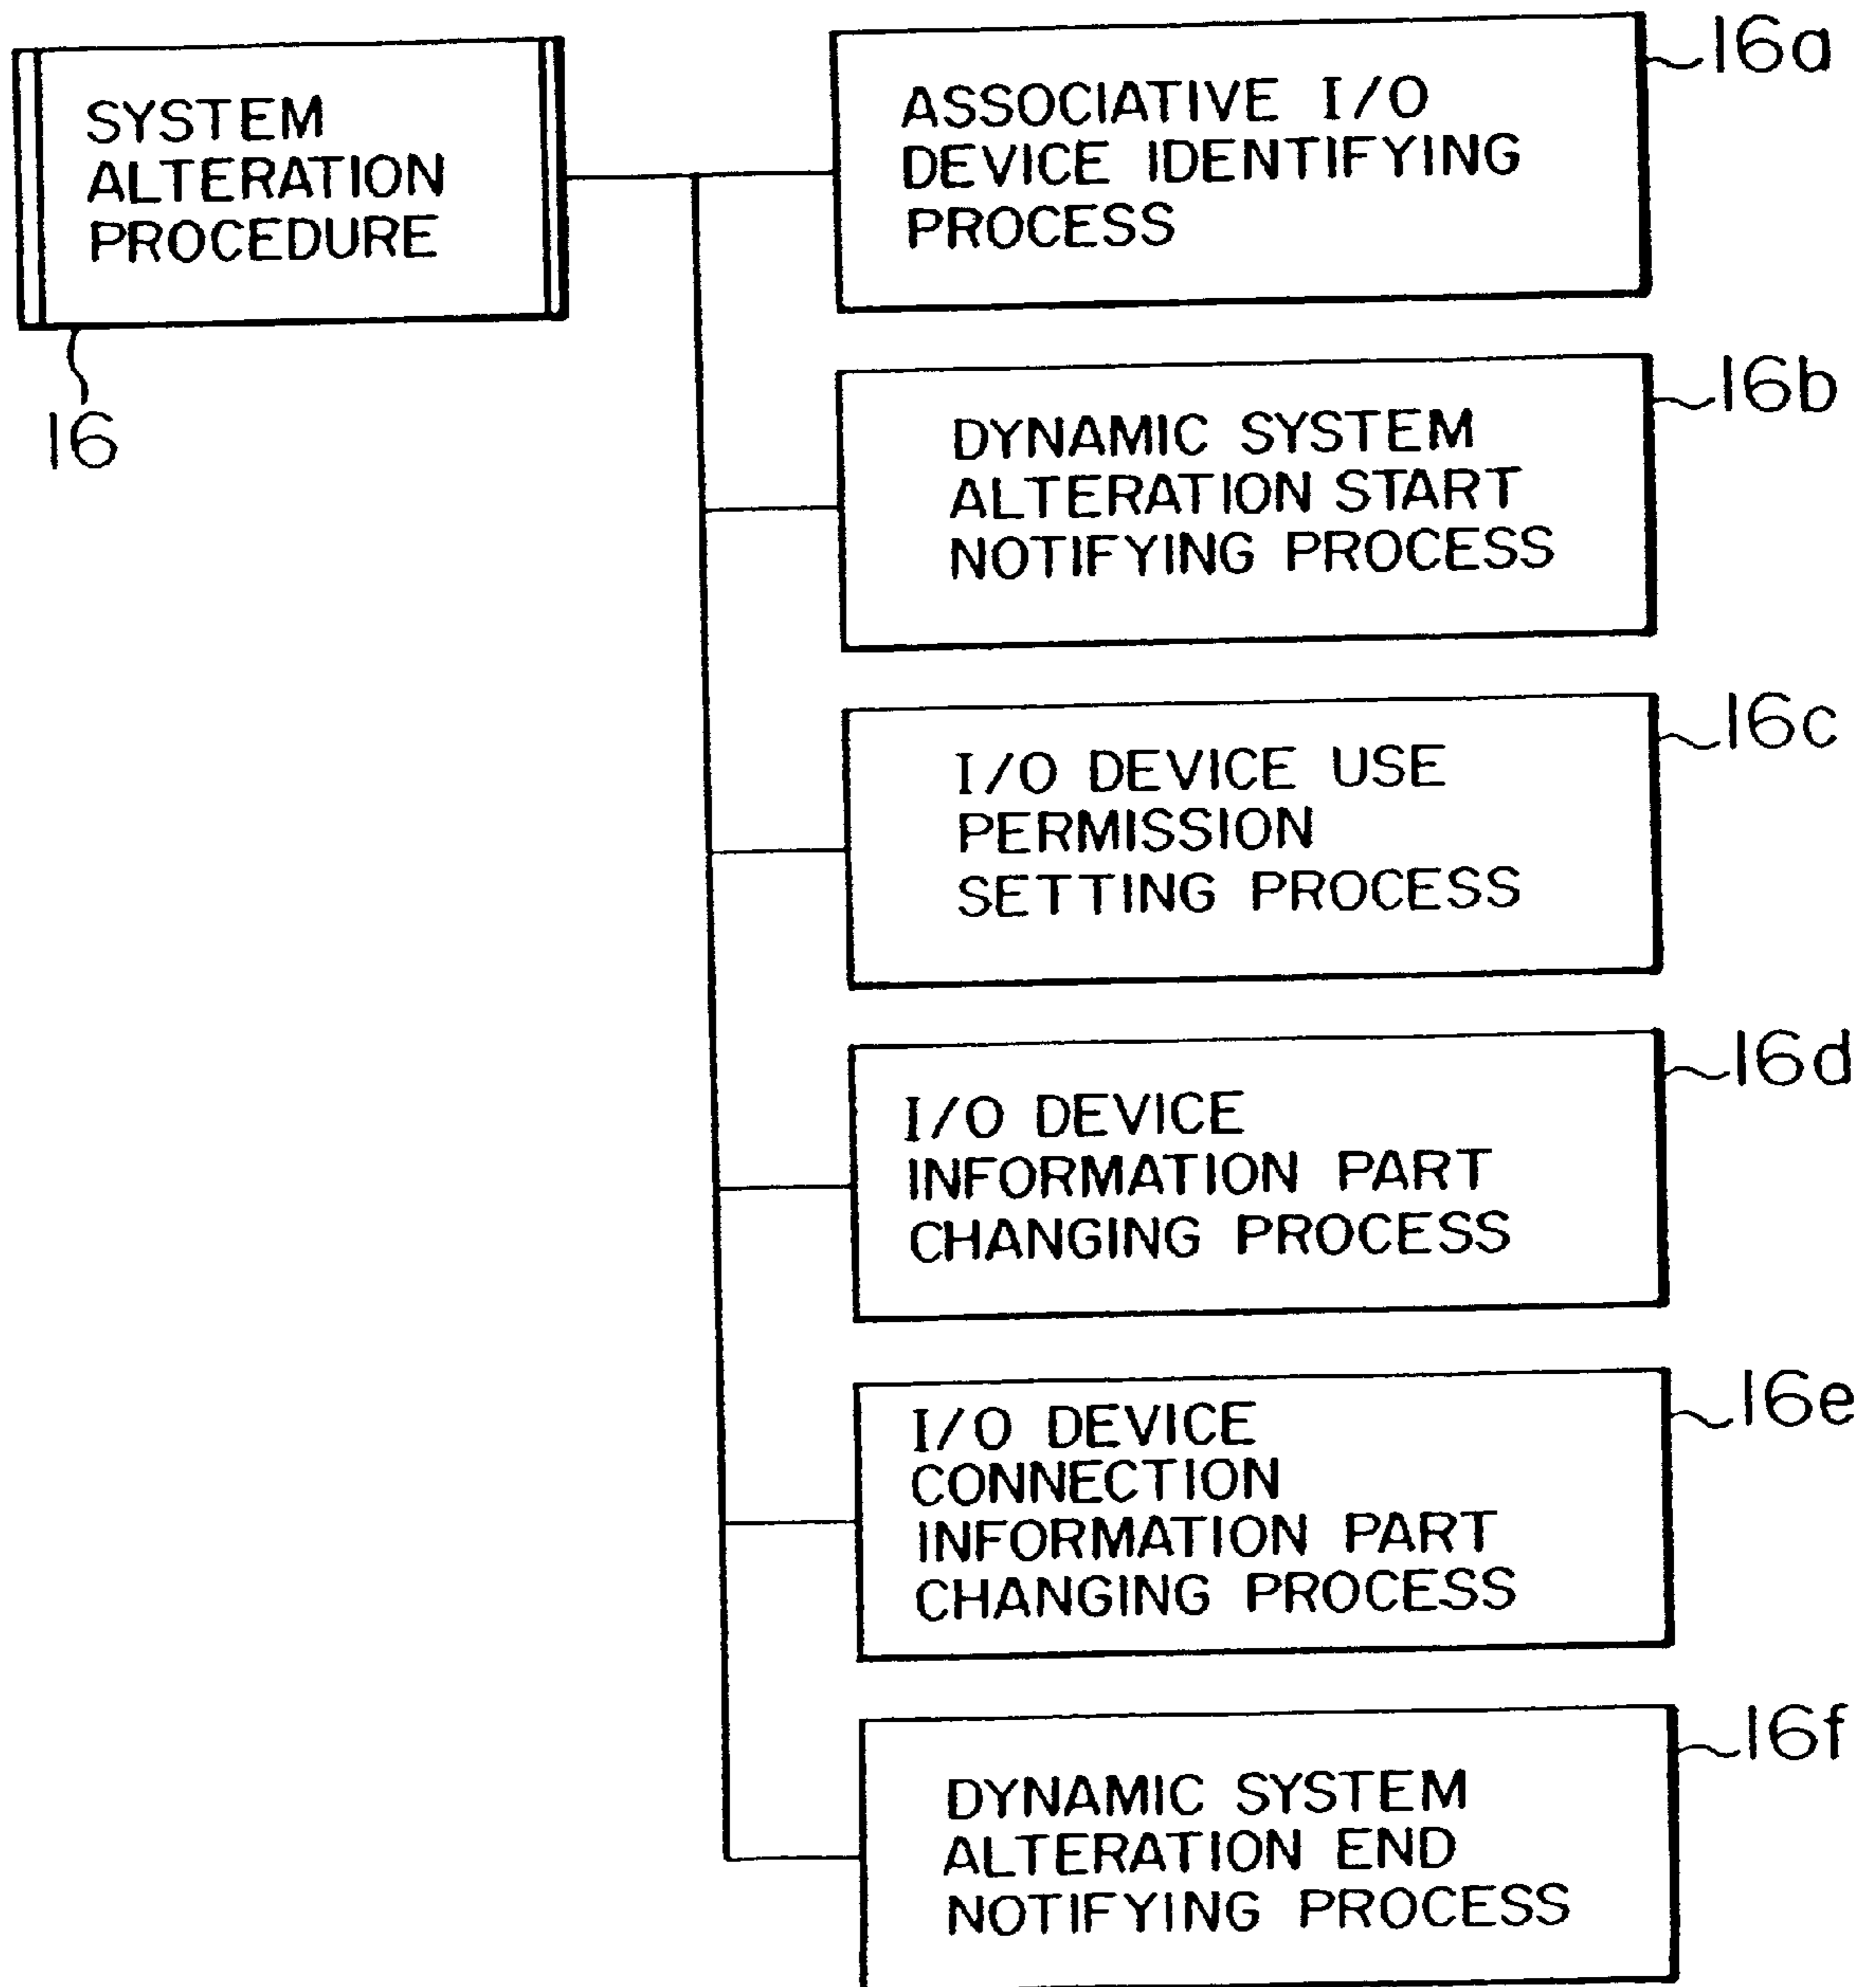 SYSTEM
ALTERATION
PROCEDURE
16
ASSOCIATIVE I/O
DEVICE IDENTIFYING
PROCESS
16a
DYNAMIC SYSTEM
ALTERATION START
NOTIFYING PROCESS
16b
I/O DEVICE USE
PERMISSION
SETTING PROCESS
16c
I/O DEVICE
INFORMATION PART
CHANGING PROCESS
16d
I/O DEVICE
CONNECTION
INFORMATION PART
CHANGING PROCESS
16e
DYNAMIC SYSTEM
ALTERATION END
NOTIFYING PROCESS
16f